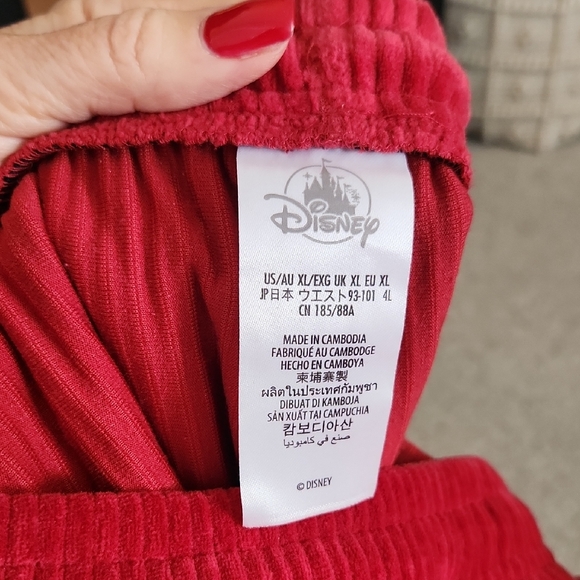 Disney
US/AU XL/EXG UK XL EU XL
JP日本 ウエスト93-101 4L
CN 185/88A
MADE IN CAMBODIA
FABRIQUÉ AU CAMBODGE
HECHO EN CAMBOYA
柬埔寨製
ผลิตในประเทศกัมพูชา
DIBUAT DI KAMBOJA
SẢN XUẤT TẠI CAMPUCHIA
캄보디아산
صنع في كامبوديا
© DISNEY